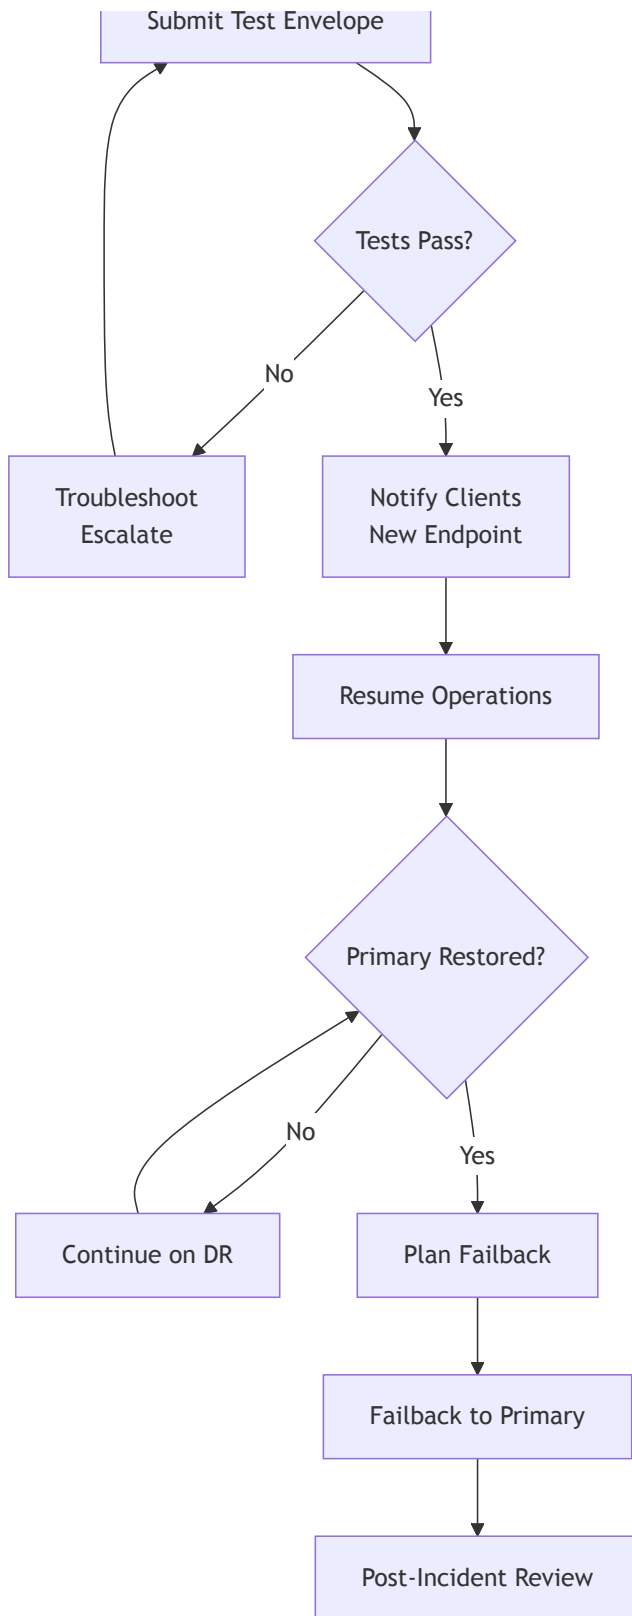 Submit Test Envelope
Tests Pass?
No
Yes
Troubleshoot
Escalate
Notify Clients
New Endpoint
Resume Operations
Primary Restored?
No
Yes
Continue on DR
Plan Failback
Failback to Primary
Post-Incident Review